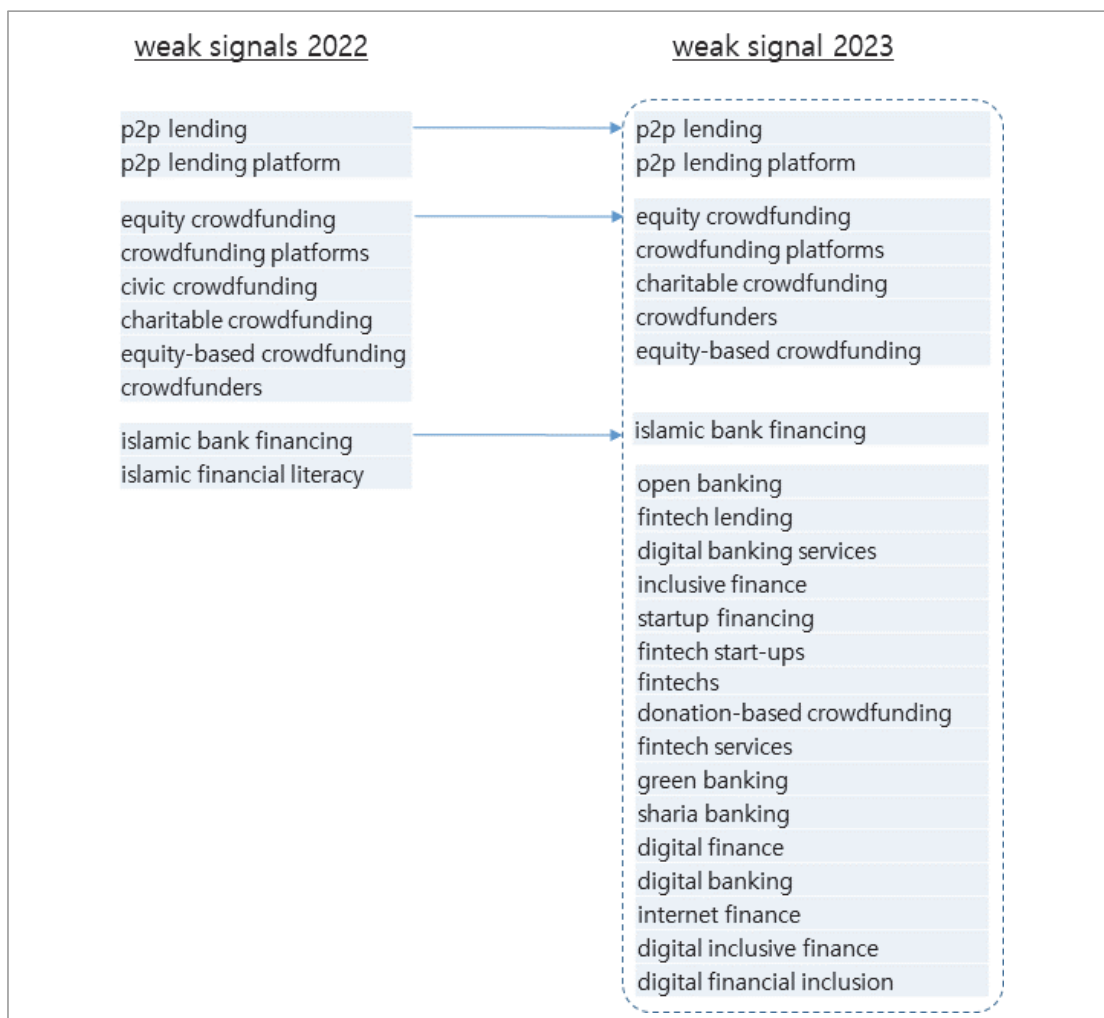 weak signals 2022
p2p lending
p2p lending platform
equity crowdfunding
crowdfunding platforms
civic crowdfunding
charitable crowdfunding
equity-based crowdfunding
crowdfunders
islamic bank financing
islamic financial literacy
weak signal 2023
p2p lending
p2p lending platform
equity crowdfunding
crowdfunding platforms
charitable crowdfunding
crowdfunders
equity-based crowdfunding
islamic bank financing
open banking
fintech lending
digital banking services
inclusive finance
startup financing
fintech start-ups
fintechs
donation-based crowdfunding
fintech services
green banking
sharia banking
digital finance
digital banking
internet finance
digital inclusive finance
digital financial inclusion